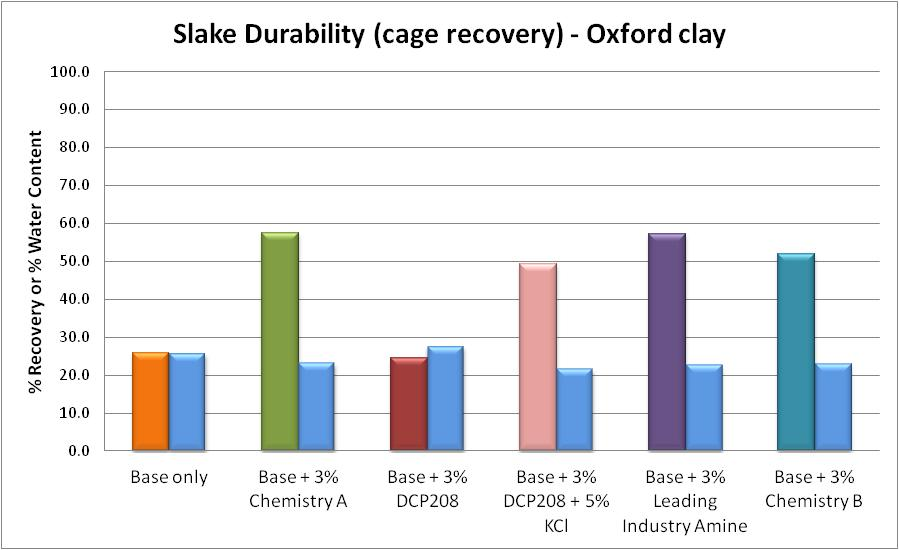 Slake Durability (cage recovery) - Oxford clay
% Recovery or % Water Content
100.0
90.0
80.0
70.0
60.0
50.0
40.0
30.0
20.0
10.0
0.0
Base only
Base + 3%
Chemistry A
Base + 3%
DCP208
Base + 3%
DCP208 + 5%
KCl
Base + 3%
Leading
Industry Amine
Base + 3%
Chemistry B